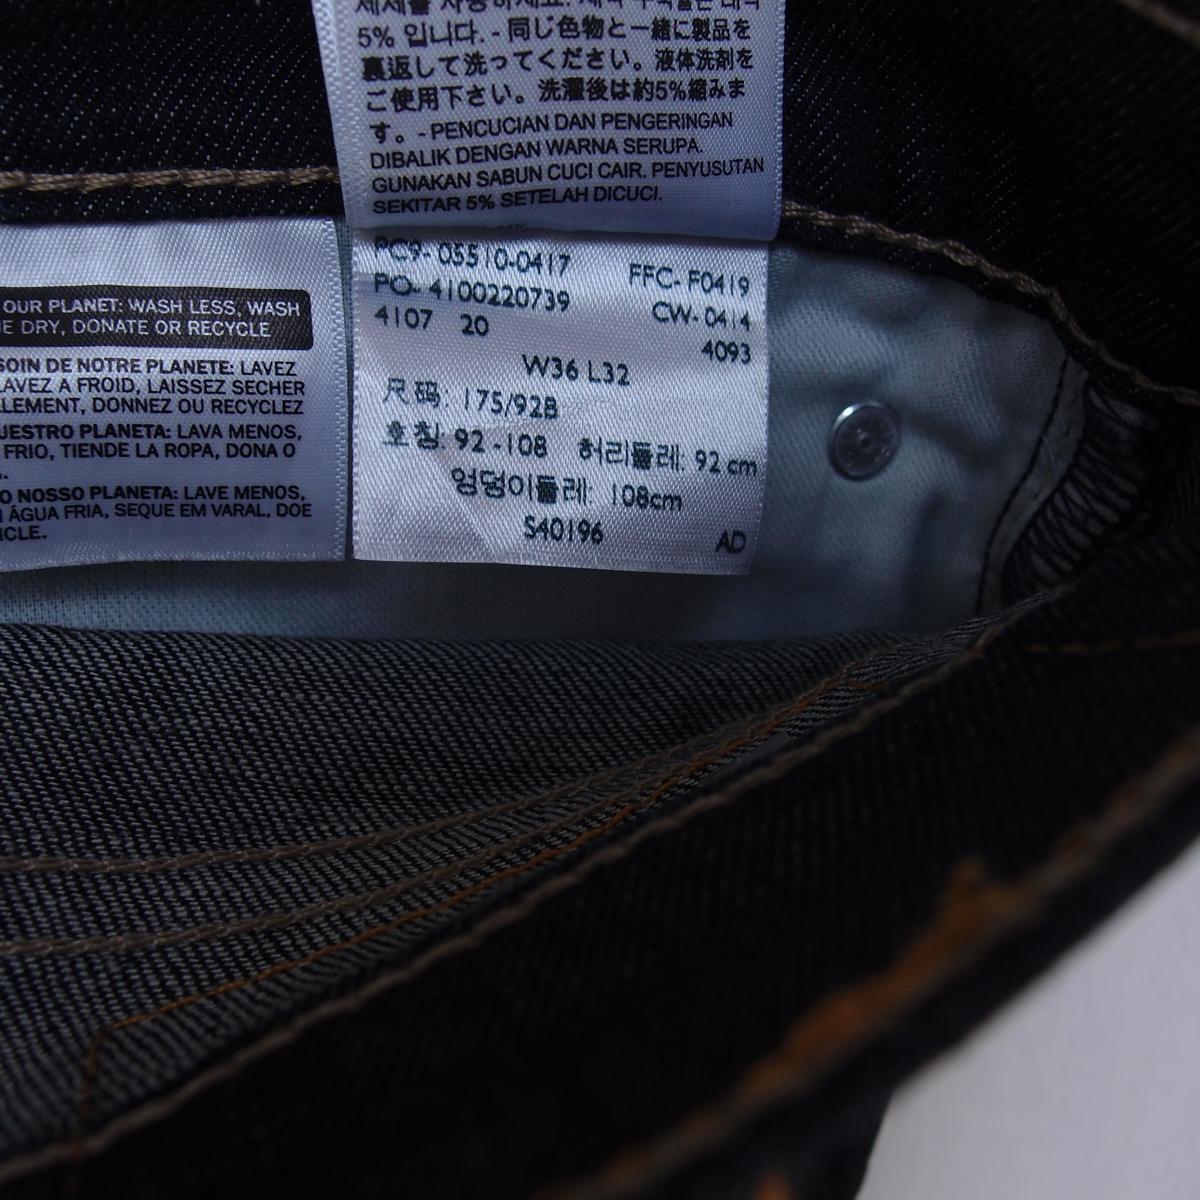 5% 입니다. - 同じ色物と一緒に製品を
裏返して洗ってください。液体洗剤を
ご使用下さい。洗濯後は約5%縮みま
す。- PENCUCIAN DAN PENGERINGAN
DIBALIK DENGAN WARNA SERUPA.
GUNAKAN SABUN CUCI CAIR. PENYUSUTAN
SEKITAR 5% SETELAH DICUCI.
PC9- 05510-0417 FFC- F0419
PO- 4100220739 CW- 0414
4107 20 4093
W36 L32
尺码: 175/92B
호칭: 92 -108 허리둘레: 92 cm
엉덩이둘레: 108cm
S40196 AD
OUR PLANET: WASH LESS, WASH
DRY, DONATE OR RECYCLE
SOIN DE NOTRE PLANETE: LAVEZ
LAVEZ A FROID, LAISSEZ SECHER
LLEMENT, DONNEZ OU RECYCLEZ
UESTRO PLANETA: LAVA MENOS,
FRIO, TIENDE LA ROPA, DONA O
O NOSSO PLANETA: LAVE MENOS,
ÁGUA FRIA, SEQUE EM VARAL, DOE
ICLE.